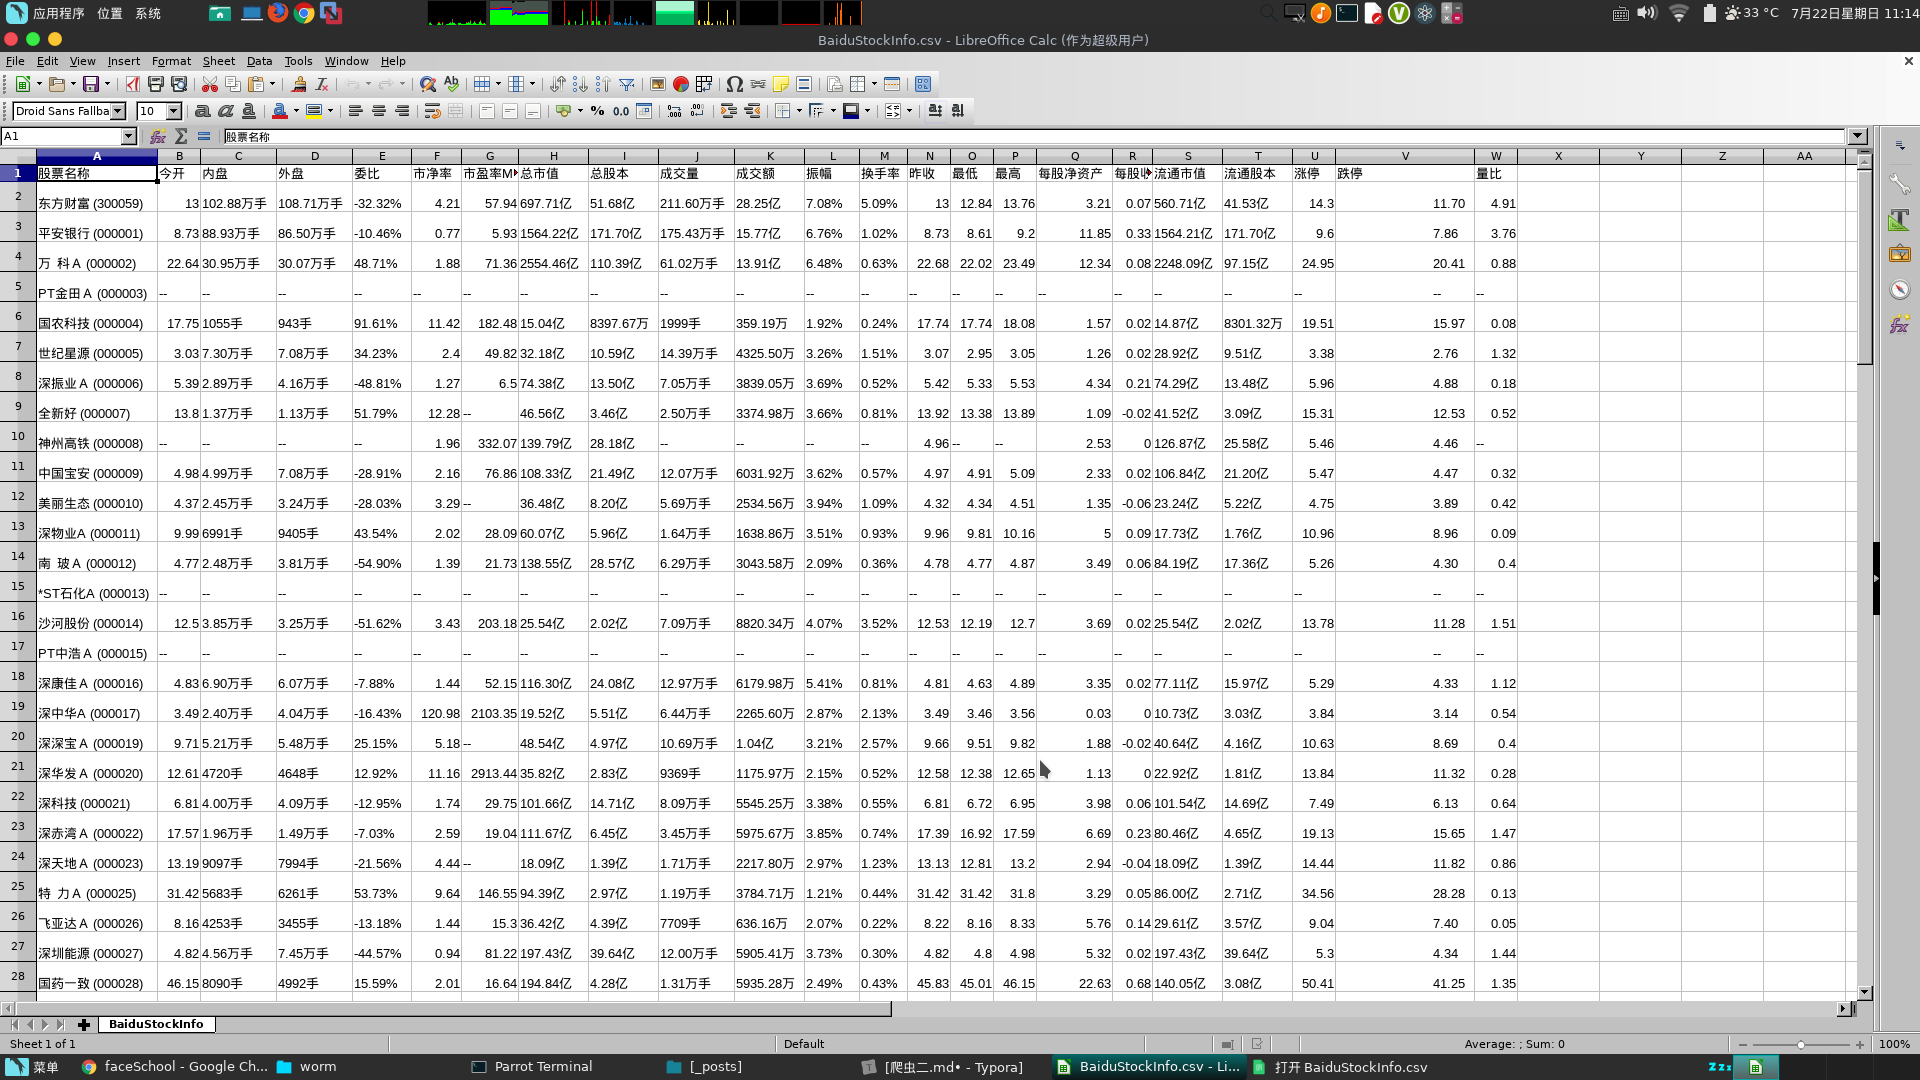 应用程序 位置 系统 33 °C 7月22日星期日 11:14
BaiduStockInfo.csv - LibreOffice Calc (作为超级用户)
File Edit View Insert Format Sheet Data Tools Window Help
Droid Sans Fallba 10
A1 股票名称
A B C D E F G H I J K L M N O P Q R S T U V W X Y Z AA
1 股票名称 今开 内盘 外盘 委比 市净率 市盈率M 总市值 总股本 成交量 成交额 振幅 换手率 昨收 最低 最高 每股净资产 每股收 流通市值 流通股本 涨停 跌停 量比
2 东方财富 (300059) 13 102.88万手 108.71万手 -32.32% 4.21 57.94 697.71亿 51.68亿 211.60万手 28.25亿 7.08% 5.09% 13 12.84 13.76 3.21 0.07 560.71亿 41.53亿 14.3 11.70 4.91
3 平安银行 (000001) 8.73 88.93万手 86.50万手 -10.46% 0.77 5.93 1564.22亿 171.70亿 175.43万手 15.77亿 6.76% 1.02% 8.73 8.61 9.2 11.85 0.33 1564.21亿 171.70亿 9.6 7.86 3.76
4 万 科Ａ (000002) 22.64 30.95万手 30.07万手 48.71% 1.88 71.36 2554.46亿 110.39亿 61.02万手 13.91亿 6.48% 0.63% 22.68 22.02 23.49 12.34 0.08 2248.09亿 97.15亿 24.95 20.41 0.88
5 PT金田Ａ (000003) -- -- -- -- -- -- -- -- -- -- -- -- -- -- -- -- -- -- -- -- -- --
6 国农科技 (000004) 17.75 1055手 943手 91.61% 11.42 182.48 15.04亿 8397.67万 1999手 359.19万 1.92% 0.24% 17.74 17.74 18.08 1.57 0.02 14.87亿 8301.32万 19.51 15.97 0.08
7 世纪星源 (000005) 3.03 7.30万手 7.08万手 34.23% 2.4 49.82 32.18亿 10.59亿 14.39万手 4325.50万 3.26% 1.51% 3.07 2.95 3.05 1.26 0.02 28.92亿 9.51亿 3.38 2.76 1.32
8 深振业Ａ (000006) 5.39 2.89万手 4.16万手 -48.81% 1.27 6.5 74.38亿 13.50亿 7.05万手 3839.05万 3.69% 0.52% 5.42 5.33 5.53 4.34 0.21 74.29亿 13.48亿 5.96 4.88 0.18
9 全新好 (000007) 13.8 1.37万手 1.13万手 51.79% 12.28 -- 46.56亿 3.46亿 2.50万手 3374.98万 3.66% 0.81% 13.92 13.38 13.89 1.09 -0.02 41.52亿 3.09亿 15.31 12.53 0.52
10 神州高铁 (000008) -- -- -- -- 1.96 332.07 139.79亿 28.18亿 -- -- -- -- 4.96 -- -- 2.53 0 126.87亿 25.58亿 5.46 4.46 --
11 中国宝安 (000009) 4.98 4.99万手 7.08万手 -28.91% 2.16 76.86 108.33亿 21.49亿 12.07万手 6031.92万 3.62% 0.57% 4.97 4.91 5.09 2.33 0.02 106.84亿 21.20亿 5.47 4.47 0.32
12 美丽生态 (000010) 4.37 2.45万手 3.24万手 -28.03% 3.29 -- 36.48亿 8.20亿 5.69万手 2534.56万 3.94% 1.09% 4.32 4.34 4.51 1.35 -0.06 23.24亿 5.22亿 4.75 3.89 0.42
13 深物业A (000011) 9.99 6991手 9405手 43.54% 2.02 28.09 60.07亿 5.96亿 1.64万手 1638.86万 3.51% 0.93% 9.96 9.81 10.16 5 0.09 17.73亿 1.76亿 10.96 8.96 0.09
14 南 玻Ａ (000012) 4.77 2.48万手 3.81万手 -54.90% 1.39 21.73 138.55亿 28.57亿 6.29万手 3043.58万 2.09% 0.36% 4.78 4.77 4.87 3.49 0.06 84.19亿 17.36亿 5.26 4.30 0.4
15 *ST石化A (000013) -- -- -- -- -- -- -- -- -- -- -- -- -- -- -- -- -- -- -- -- -- --
16 沙河股份 (000014) 12.5 3.85万手 3.25万手 -51.62% 3.43 203.18 25.54亿 2.02亿 7.09万手 8820.34万 4.07% 3.52% 12.53 12.19 12.7 3.69 0.02 25.54亿 2.02亿 13.78 11.28 1.51
17 PT中浩Ａ (000015) -- -- -- -- -- -- -- -- -- -- -- -- -- -- -- -- -- -- -- -- -- --
18 深康佳Ａ (000016) 4.83 6.90万手 6.07万手 -7.88% 1.44 52.15 116.30亿 24.08亿 12.97万手 6179.98万 5.41% 0.81% 4.81 4.63 4.89 3.35 0.02 77.11亿 15.97亿 5.29 4.33 1.12
19 深中华A (000017) 3.49 2.40万手 4.04万手 -16.43% 120.98 2103.35 19.52亿 5.51亿 6.44万手 2265.60万 2.87% 2.13% 3.49 3.46 3.56 0.03 0 10.73亿 3.03亿 3.84 3.14 0.54
20 深深宝Ａ (000019) 9.71 5.21万手 5.48万手 25.15% 5.18 -- 48.54亿 4.97亿 10.69万手 1.04亿 3.21% 2.57% 9.66 9.51 9.82 1.88 -0.02 40.64亿 4.16亿 10.63 8.69 0.4
21 深华发Ａ (000020) 12.61 4720手 4648手 12.92% 11.16 2913.44 35.82亿 2.83亿 9369手 1175.97万 2.15% 0.52% 12.58 12.38 12.65 1.13 0 22.92亿 1.81亿 13.84 11.32 0.28
22 深科技 (000021) 6.81 4.00万手 4.09万手 -12.95% 1.74 29.75 101.66亿 14.71亿 8.09万手 5545.25万 3.38% 0.55% 6.81 6.72 6.95 3.98 0.06 101.54亿 14.69亿 7.49 6.13 0.64
23 深赤湾Ａ (000022) 17.57 1.96万手 1.49万手 -7.03% 2.59 19.04 111.67亿 6.45亿 3.45万手 5975.67万 3.85% 0.74% 17.39 16.92 17.59 6.69 0.23 80.46亿 4.65亿 19.13 15.65 1.47
24 深天地Ａ (000023) 13.19 9097手 7994手 -21.56% 4.44 -- 18.09亿 1.39亿 1.71万手 2217.80万 2.97% 1.23% 13.13 12.81 13.2 2.94 -0.04 18.09亿 1.39亿 14.44 11.82 0.86
25 特 力Ａ (000025) 31.42 5683手 6261手 53.73% 9.64 146.55 94.39亿 2.97亿 1.19万手 3784.71万 1.21% 0.44% 31.42 31.42 31.8 3.29 0.05 86.00亿 2.71亿 34.56 28.28 0.13
26 飞亚达Ａ (000026) 8.16 4253手 3455手 -13.18% 1.44 15.3 36.42亿 4.39亿 7709手 636.16万 2.07% 0.22% 8.22 8.16 8.33 5.76 0.14 29.61亿 3.57亿 9.04 7.40 0.05
27 深圳能源 (000027) 4.82 4.56万手 7.45万手 -44.57% 0.94 81.22 197.43亿 39.64亿 12.00万手 5905.41万 3.73% 0.30% 4.82 4.8 4.98 5.32 0.02 197.43亿 39.64亿 5.3 4.34 1.44
28 国药一致 (000028) 46.15 8090手 4992手 15.59% 2.01 16.64 194.84亿 4.28亿 1.31万手 5935.28万 2.49% 0.43% 45.83 45.01 46.15 22.63 0.68 140.05亿 3.08亿 50.41 41.25 1.35
BaiduStockInfo
Sheet 1 of 1 Default Average: ; Sum: 0 100%
菜单 faceSchool - Google Ch... worm Parrot Terminal [_posts] [爬虫二.md• - Typora] BaiduStockInfo.csv - Li... 打开 BaiduStockInfo.csv